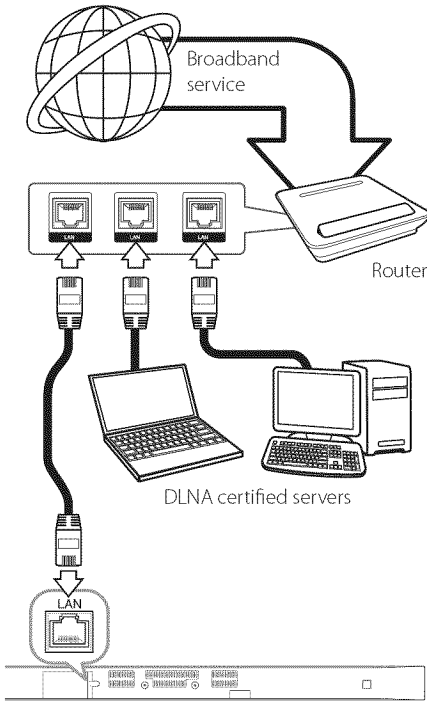 Broadband
service
LAN
LAN
LAN
Router
DLNA certified servers
LAN